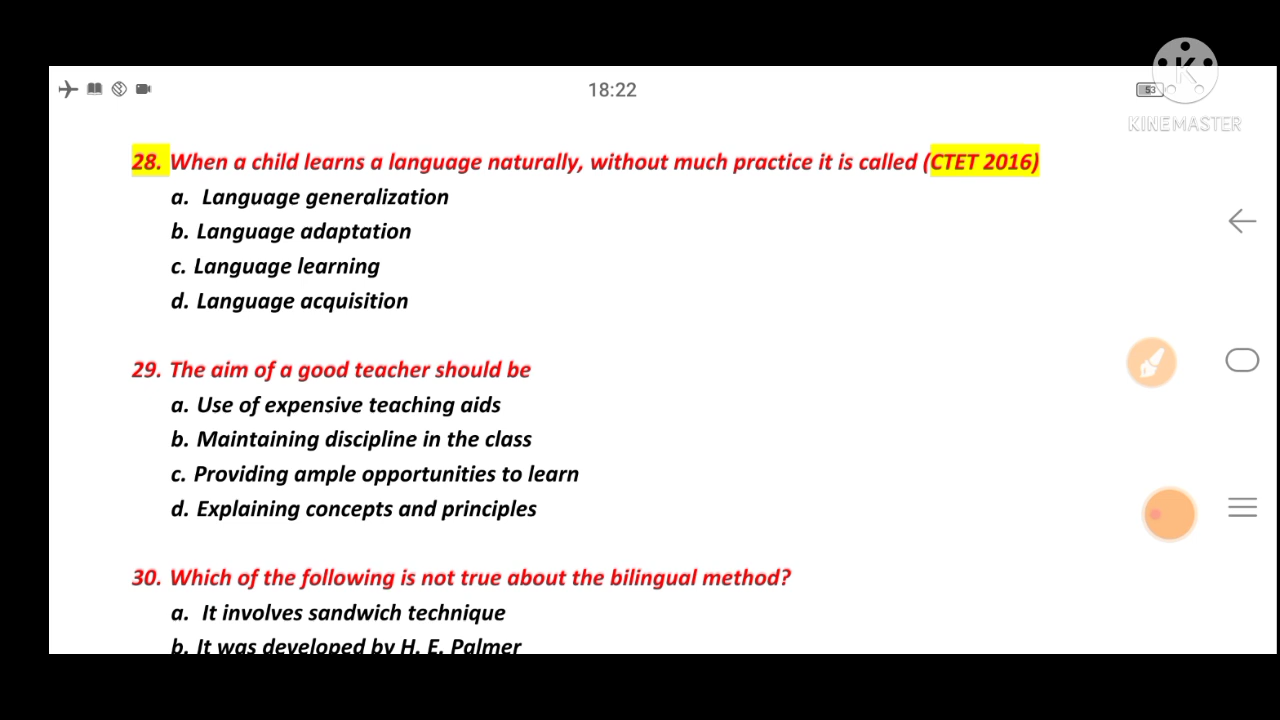 18:22
53
K
KINEMASTER
28. When a child learns a language naturally, without much practice it is called (CTET 2016)
a. Language generalization
b. Language adaptation
c. Language learning
d. Language acquisition
29. The aim of a good teacher should be
a. Use of expensive teaching aids
b. Maintaining discipline in the class
c. Providing ample opportunities to learn
d. Explaining concepts and principles
30. Which of the following is not true about the bilingual method?
a. It involves sandwich technique
b. It was developed by H. E. Palmer